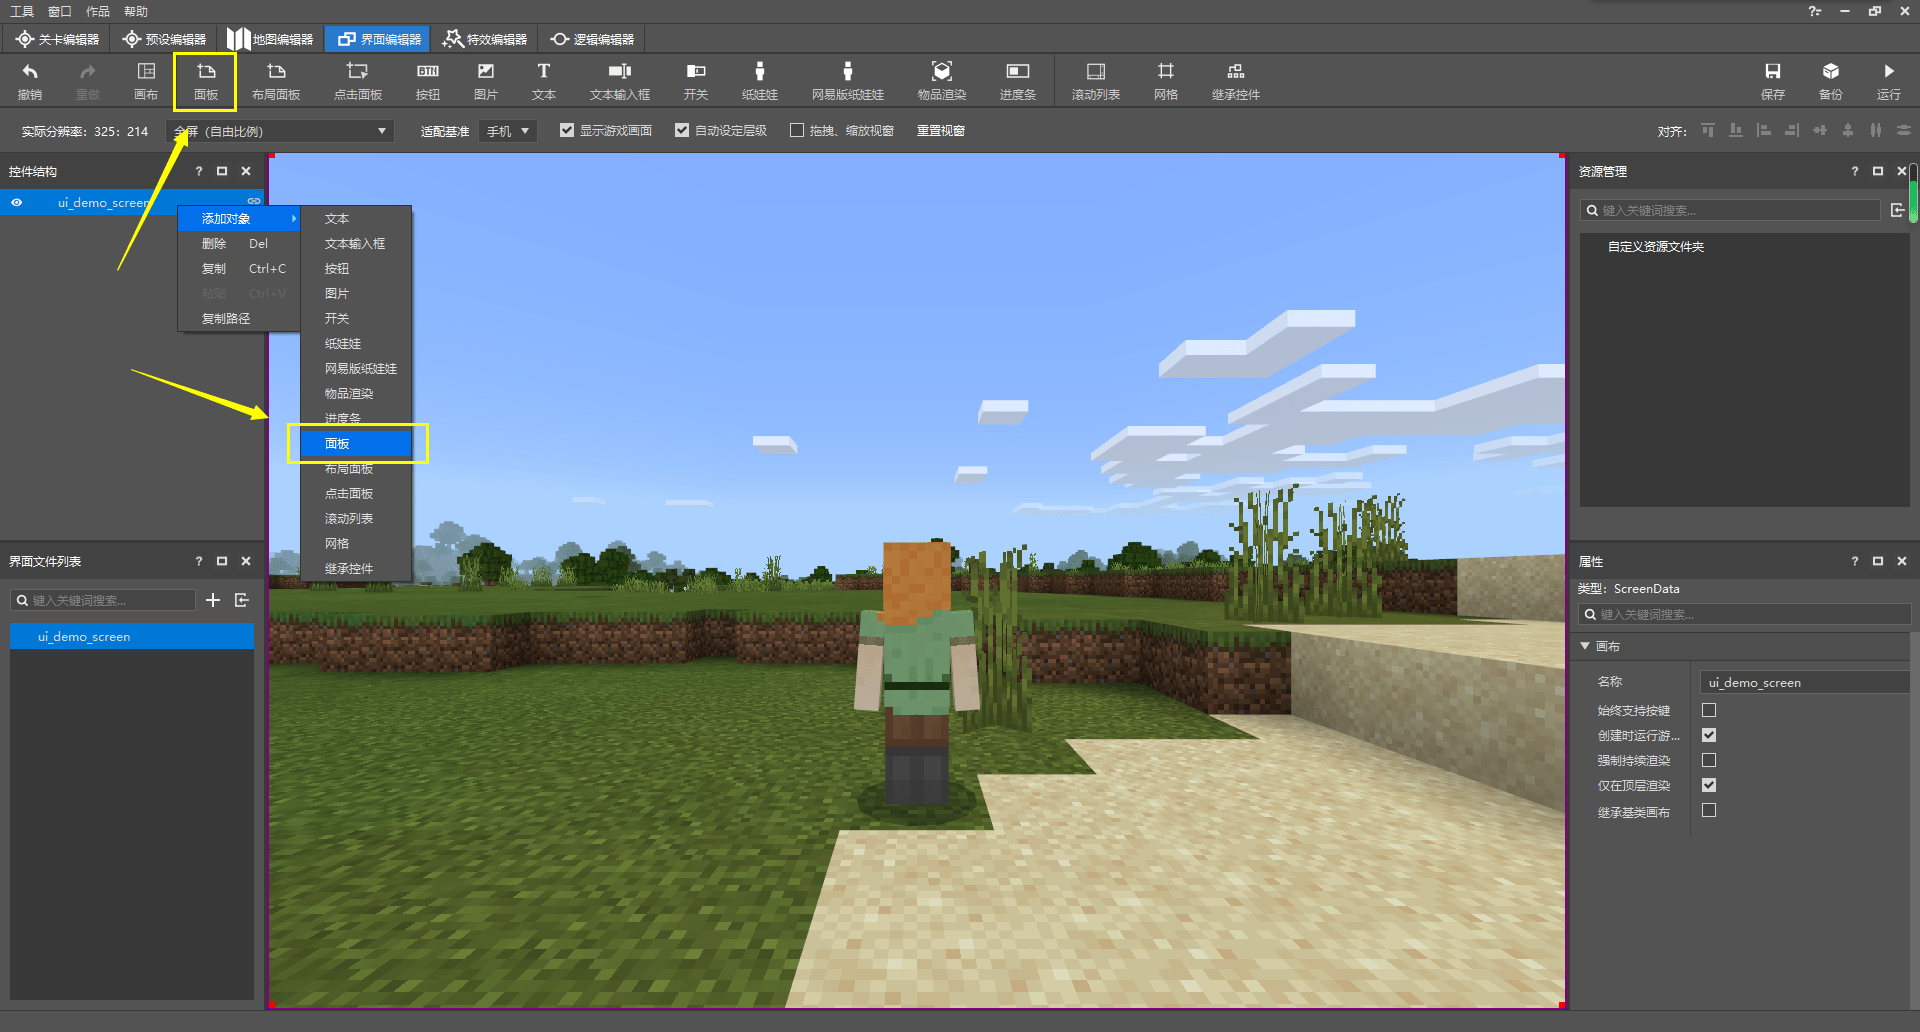 工具 窗口 作品 帮助
关卡编辑器 预设编辑器 地图编辑器 界面编辑器 特效编辑器 逻辑编辑器
撤销 重做 画布 面板 布局面板 点击面板 按钮 图片 文本 文本输入框 开关 纸娃娃 网易版纸娃娃 物品渲染 进度条 滚动列表 网格 继承控件 保存 备份 运行
实际分辨率：325：214 全屏（自由比例） 适配基准 手机 显示游戏画面 自动设定层级 拖拽、缩放视窗 重置视窗 对齐：
控件结构
ui_demo_screen
添加对象
删除 Del
复制 Ctrl+C
粘贴 Ctrl+V
复制路径
文本
文本输入框
按钮
图片
开关
纸娃娃
网易版纸娃娃
物品渲染
进度条
面板
布局面板
点击面板
滚动列表
网格
继承控件
界面文件列表
键入关键词搜索...
ui_demo_screen
资源管理
键入关键词搜索...
自定义资源文件夹
属性
类型：ScreenData
键入关键词搜索...
画布
名称 ui_demo_screen
始终支持按键
创建时运行游...
强制持续渲染
仅在顶层渲染
继承基类画布